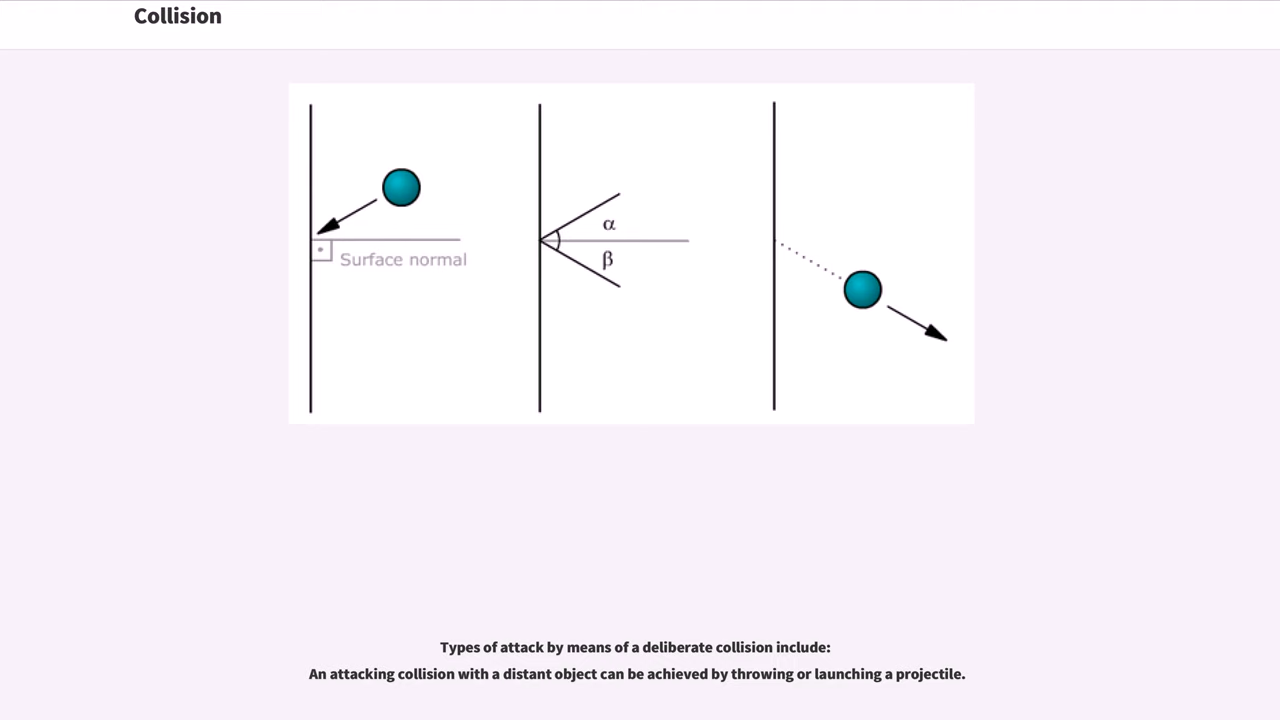 Collision
Surface normal
α
β
Types of attack by means of a deliberate collision include:
An attacking collision with a distant object can be achieved by throwing or launching a projectile.